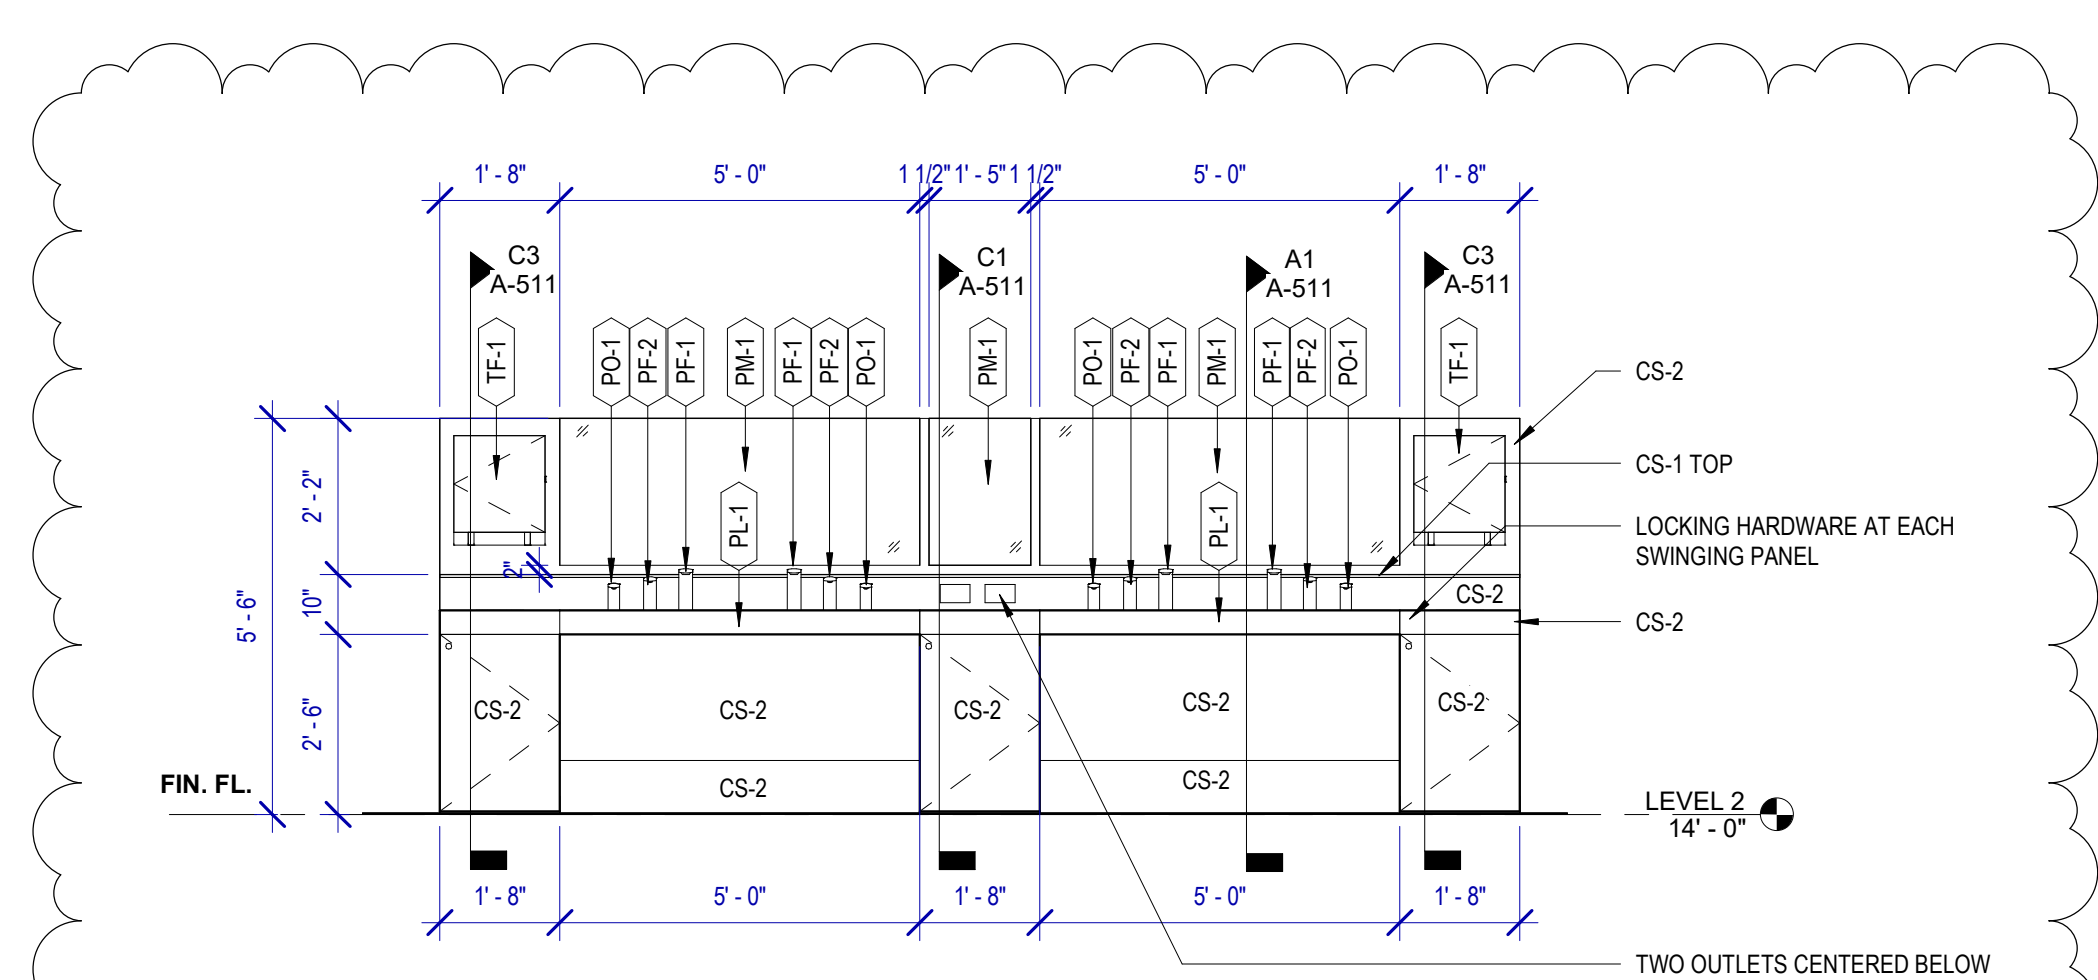 1' - 8" 5' - 0" 1 1/2" 1' - 5" 1 1/2" 5' - 0" 1' - 8"
C3
A-511
C1
A-511
A1
A-511
C3
A-511
TF-1 PO-1 PF-2 PF-1 PM-1 PF-1 PF-2 PO-1 PM-1 PO-1 PF-2 PF-1 PM-1 PF-1 PF-2 PO-1 TF-1
CS-2
CS-1 TOP
2' - 2"
PL-1 PL-1
LOCKING HARDWARE AT EACH
SWINGING PANEL
2"
10"
5' - 6"
CS-2
CS-2
2' - 6"
CS-2 CS-2 CS-2 CS-2 CS-2
CS-2 CS-2
FIN. FL.
LEVEL 2
14' - 0"
1' - 8" 5' - 0" 1' - 8" 5' - 0" 1' - 8"
TWO OUTLETS CENTERED BELOW